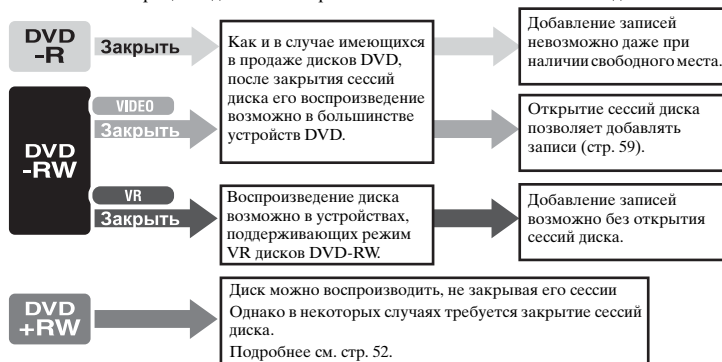 DVD
-R
Закрыть
Как и в случае имеющихся
в продаже дисков DVD,
после закрытия сессий
диска его воспроизведение
возможно в большинстве
устройств DVD.
Добавление записей
невозможно даже при
наличии свободного места.
DVD
-RW
VIDEO
Закрыть
Открытие сессий диска
позволяет добавлять
записи (стр. 59).
VR
Закрыть
Воспроизведение диска
возможно в устройствах,
поддерживающих режим
VR дисков DVD-RW.
Добавление записей
возможно без открытия
сессий диска.
DVD
+RW
Диск можно воспроизводить, не закрывая его сессии
Однако в некоторых случаях требуется закрытие сессий
диска.
Подробнее см. стр. 52.